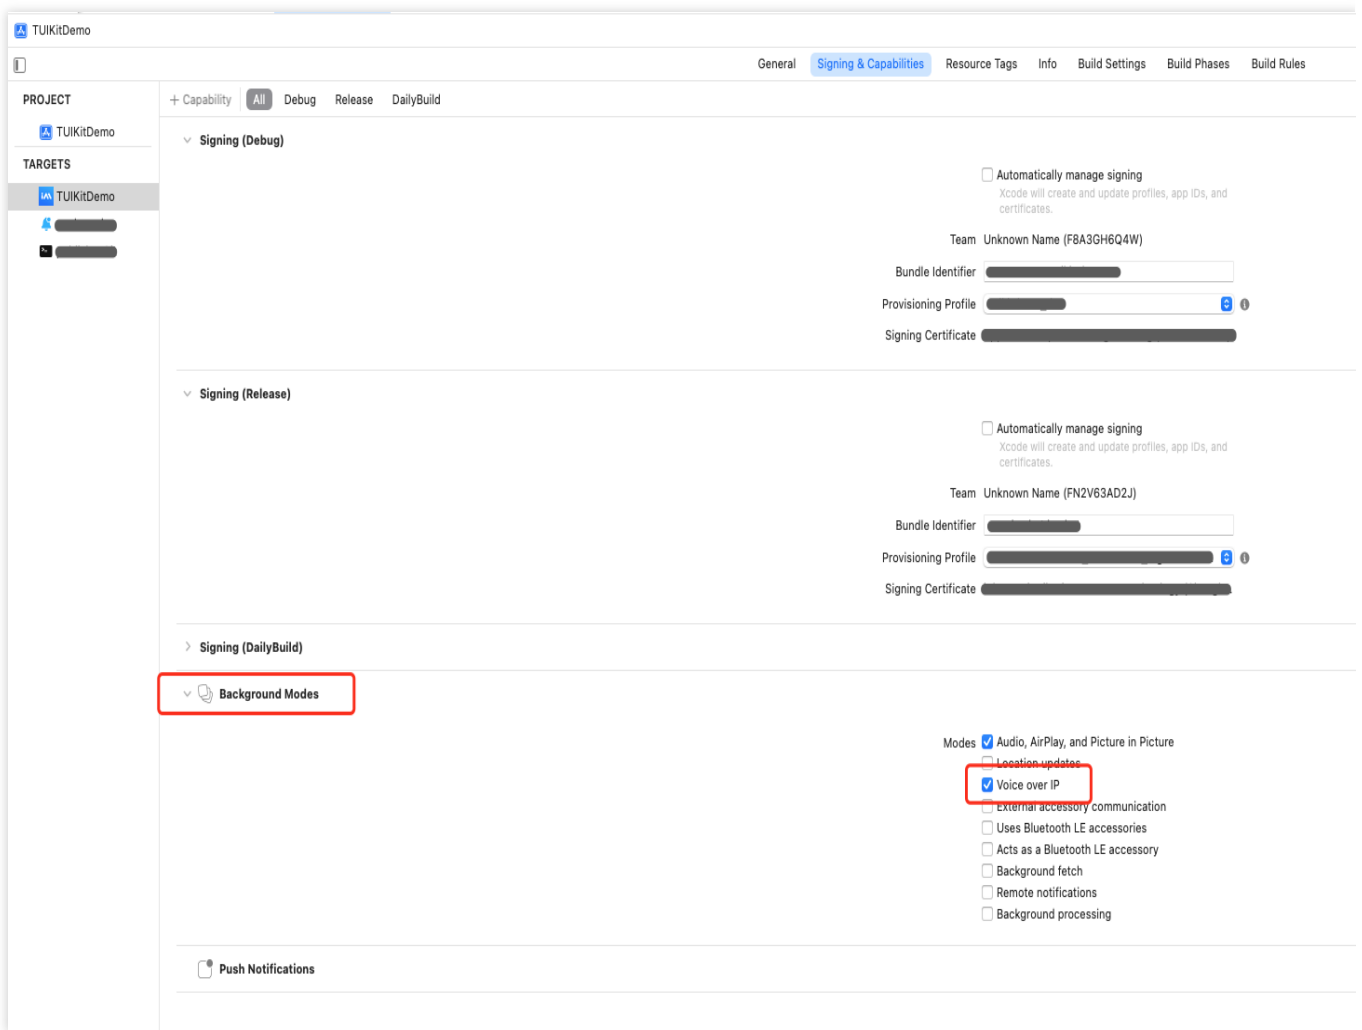 TUIKitDemo
General Signing & Capabilities Resource Tags Info Build Settings Build Phases Build Rules
PROJECT
TUIKitDemo
TARGETS
TUIKitDemo
+ Capability All Debug Release DailyBuild
Signing (Debug)
Automatically manage signing
Xcode will create and update profiles, app IDs, and
certificates.
Team Unknown Name (F8A3GH6Q4W)
Bundle Identifier
Provisioning Profile
Signing Certificate
Signing (Release)
Automatically manage signing
Xcode will create and update profiles, app IDs, and
certificates.
Team Unknown Name (FN2V63AD2J)
Bundle Identifier
Provisioning Profile
Signing Certificate
Signing (DailyBuild)
Background Modes
Modes Audio, AirPlay, and Picture in Picture
Location updates
Voice over IP
External accessory communication
Uses Bluetooth LE accessories
Acts as a Bluetooth LE accessory
Background fetch
Remote notifications
Background processing
Push Notifications